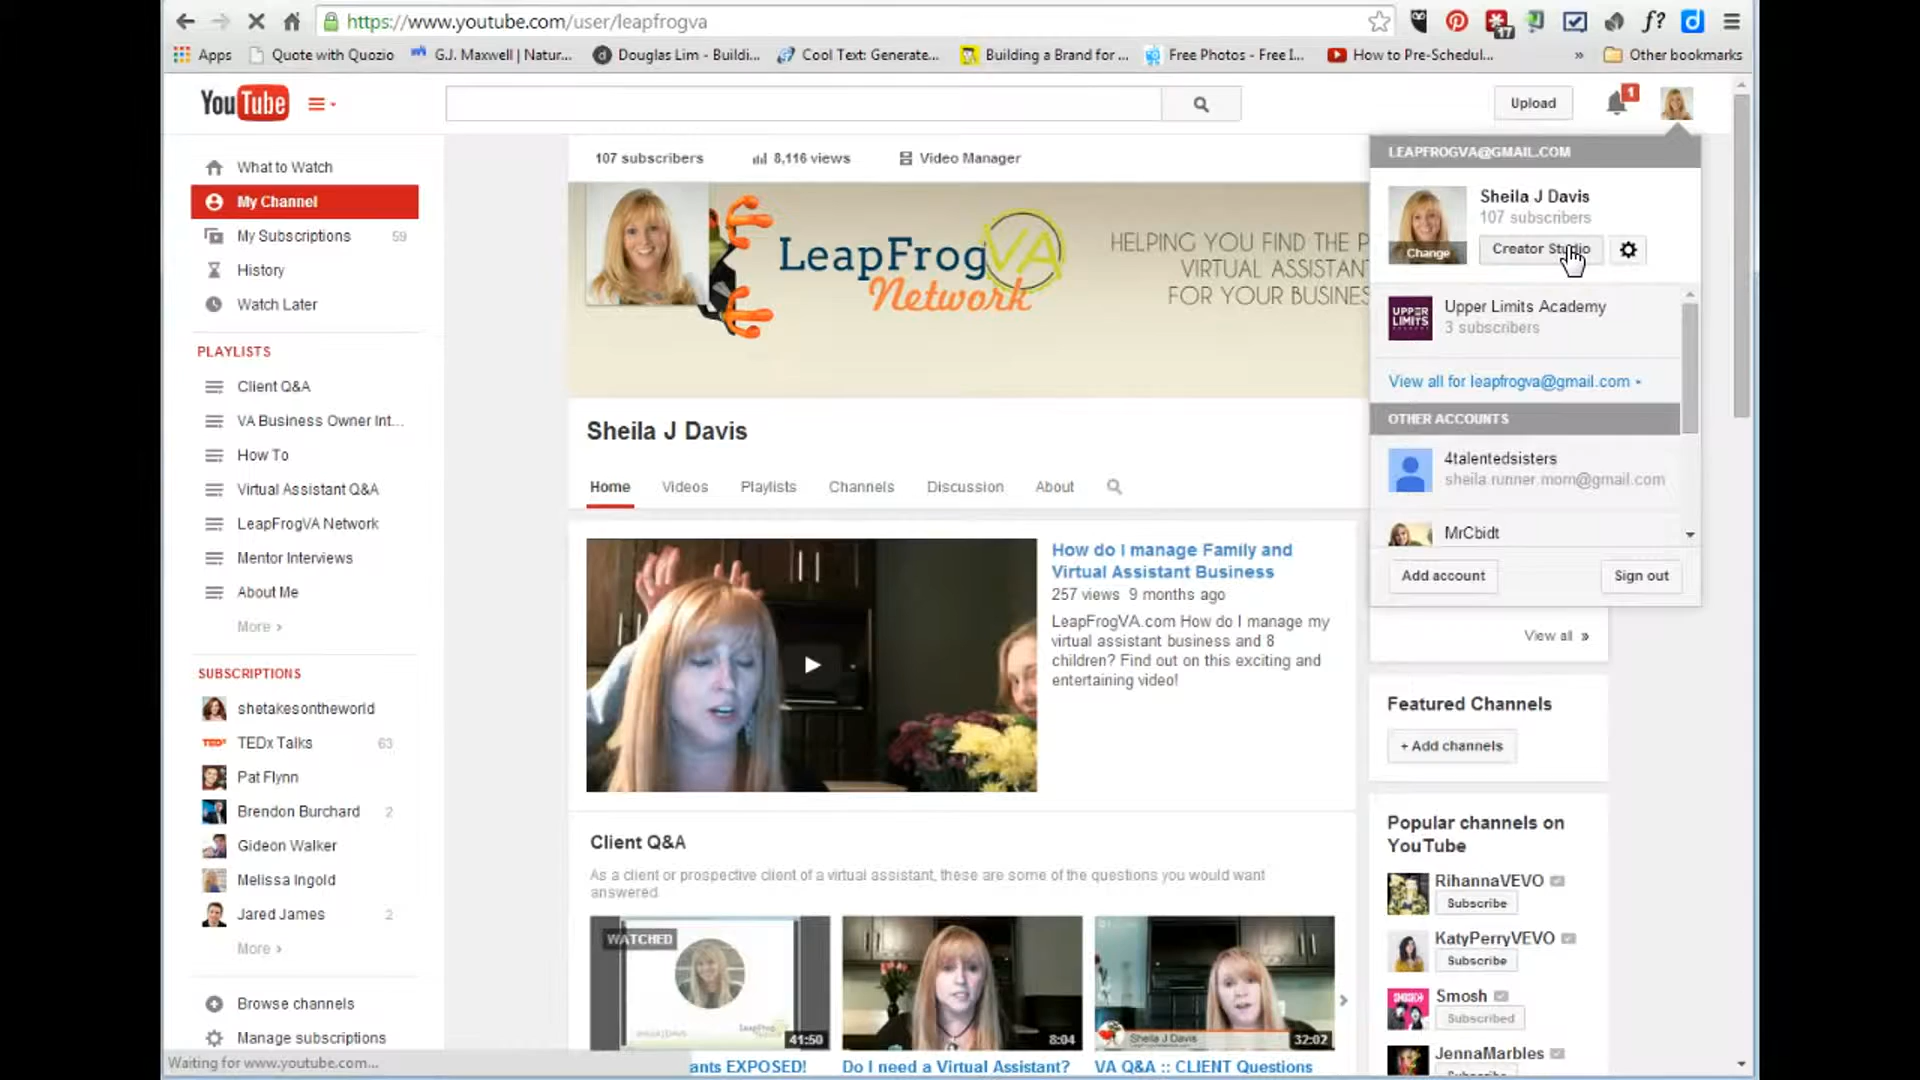 https://www.youtube.com/user/leapfrogva
17
f?
Apps
Quote with Quozio
G.J. Maxwell | Natur...
Douglas Lim - Buildi...
Cool Text: Generate...
Building a Brand for ...
Free Photos - Free I...
How to Pre-Schedul...
»
Other bookmarks
YouTube
Upload
1
What to Watch
My Channel
My Subscriptions 59
History
Watch Later
PLAYLISTS
Client Q&A
VA Business Owner Int...
How To
Virtual Assistant Q&A
LeapFrogVA Network
Mentor Interviews
About Me
More ›
SUBSCRIPTIONS
shetakesontheworld
TEDx Talks 63
Pat Flynn
Brendon Burchard 2
Gideon Walker
Melissa Ingold
Jared James 2
More ›
Browse channels
Manage subscriptions
Waiting for www.youtube.com...
107 subscribers 8,116 views Video Manager
LeapFrogVA
Network
HELPING YOU FIND THE P
VIRTUAL ASSISTANT
FOR YOUR BUSINES
Sheila J Davis
Home Videos Playlists Channels Discussion About
How do I manage Family and
Virtual Assistant Business
257 views 9 months ago
LeapFrogVA.com How do I manage my
virtual assistant business and 8
children? Find out on this exciting and
entertaining video!
Client Q&A
As a client or prospective client of a virtual assistant, these are some of the questions you would want
answered
WATCHED
41:50
8:04
Sheila J Davis
32:02
ants EXPOSED!
Do I need a Virtual Assistant?
VA Q&A :: CLIENT Questions
LEAPFROGVA@GMAIL.COM
Change
Sheila J Davis
107 subscribers
Creator Studio
UPPER
LIMITS
Upper Limits Academy
3 subscribers
View all for leapfrogva@gmail.com
OTHER ACCOUNTS
4talentedsisters
sheila.runner.mom@gmail.com
MrCbidt
Add account
Sign out
View all »
Featured Channels
+ Add channels
Popular channels on
YouTube
RihannaVEVO
Subscribe
KatyPerryVEVO
Subscribe
Smosh
Subscribed
JennaMarbles